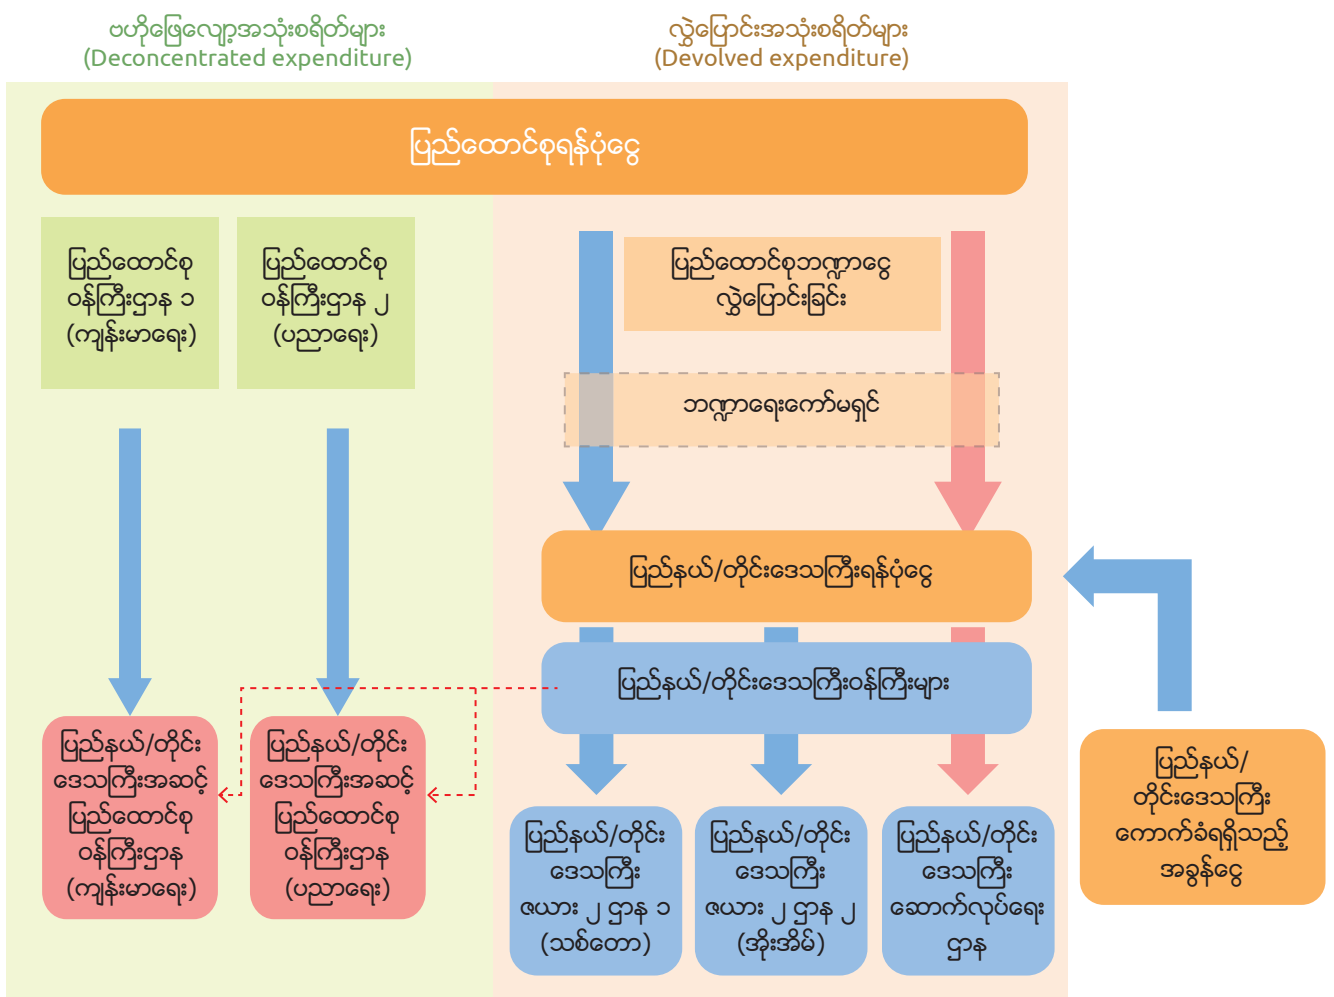 ဗဟိုဖြေလျော့အသုံးစရိတ်များ
(Deconcentrated expenditure)
လွှဲပြောင်းအသုံးစရိတ်များ
(Devolved expenditure)
ပြည်ထောင်စုရန်ပုံငွေ
ပြည်ထောင်စု
ဝန်ကြီးဌာန ၁
(ကျန်းမာရေး)
ပြည်ထောင်စု
ဝန်ကြီးဌာန ၂
(ပညာရေး)
ပြည်ထောင်စုဘဏ္ဍာငွေ
လွှဲပြောင်းခြင်း
ဘဏ္ဍာရေးကော်မရှင်
ပြည်နယ်/တိုင်းဒေသကြီးရန်ပုံငွေ
ပြည်နယ်/တိုင်းဒေသကြီးဝန်ကြီးများ
ပြည်နယ်/တိုင်း
ဒေသကြီးအဆင့်
ပြည်ထောင်စု
ဝန်ကြီးဌာန
(ကျန်းမာရေး)
ပြည်နယ်/တိုင်း
ဒေသကြီးအဆင့်
ပြည်ထောင်စု
ဝန်ကြီးဌာန
(ပညာရေး)
ပြည်နယ်/တိုင်း
ဒေသကြီး
ဇယား ၂ ဌာန ၁
(သစ်တော)
ပြည်နယ်/တိုင်း
ဒေသကြီး
ဇယား ၂ ဌာန ၂
(အိုးအိမ်)
ပြည်နယ်/တိုင်း
ဒေသကြီး
ဆောက်လုပ်ရေး
ဌာန
ပြည်နယ်/
တိုင်းဒေသကြီး
ကောက်ခံရရှိသည့်
အခွန်ငွေ